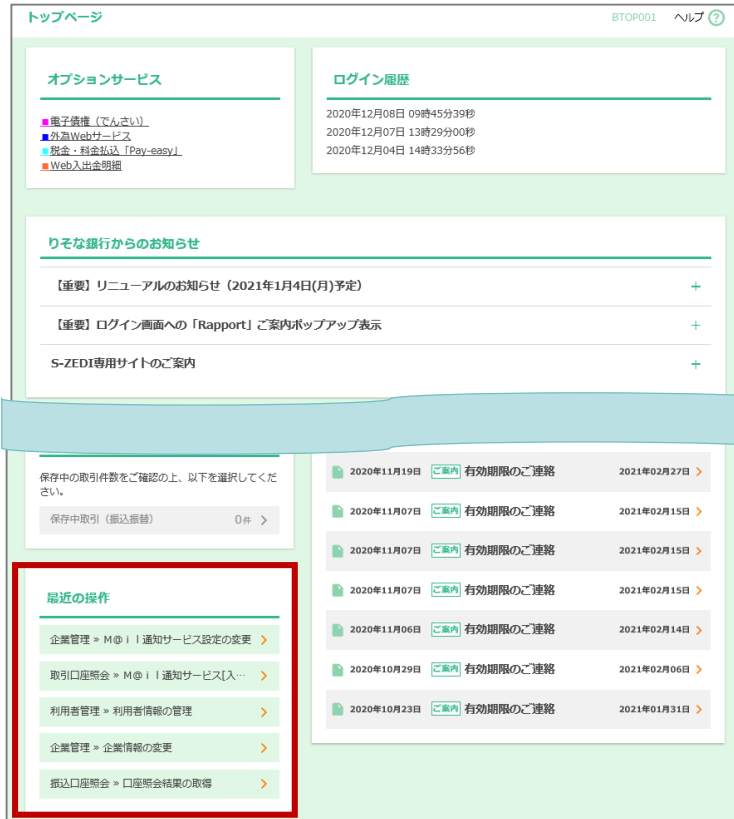 トップページ
BTOP001 ヘルプ ?
オプションサービス
■電子債権（でんさい）
■外為Webサービス
■税金・料金払込「Pay-easy」
■Web入出金明細
ログイン履歴
2020年12月08日 09時45分39秒
2020年12月07日 13時29分00秒
2020年12月04日 14時33分56秒
りそな銀行からのお知らせ
【重要】リニューアルのお知らせ（2021年1月4日(月)予定）
【重要】ログイン画面への「Rapport」ご案内ポップアップ表示
S-ZEDI専用サイトのご案内
保存中の取引件数をご確認の上、以下を選択してくだ
さい。
保存中取引（振込振替） 0件
最近の操作
企業管理 » M@ｉｌ通知サービス設定の変更
取引口座照会 » M@ｉｌ通知サービス[入…
利用者管理 » 利用者情報の管理
企業管理 » 企業情報の変更
振込口座照会 » 口座照会結果の取得
2020年11月19日 ご案内 有効期限のご連絡 2021年02月27日
2020年11月07日 ご案内 有効期限のご連絡 2021年02月15日
2020年11月07日 ご案内 有効期限のご連絡 2021年02月15日
2020年11月07日 ご案内 有効期限のご連絡 2021年02月15日
2020年11月06日 ご案内 有効期限のご連絡 2021年02月14日
2020年10月29日 ご案内 有効期限のご連絡 2021年02月06日
2020年10月23日 ご案内 有効期限のご連絡 2021年01月31日